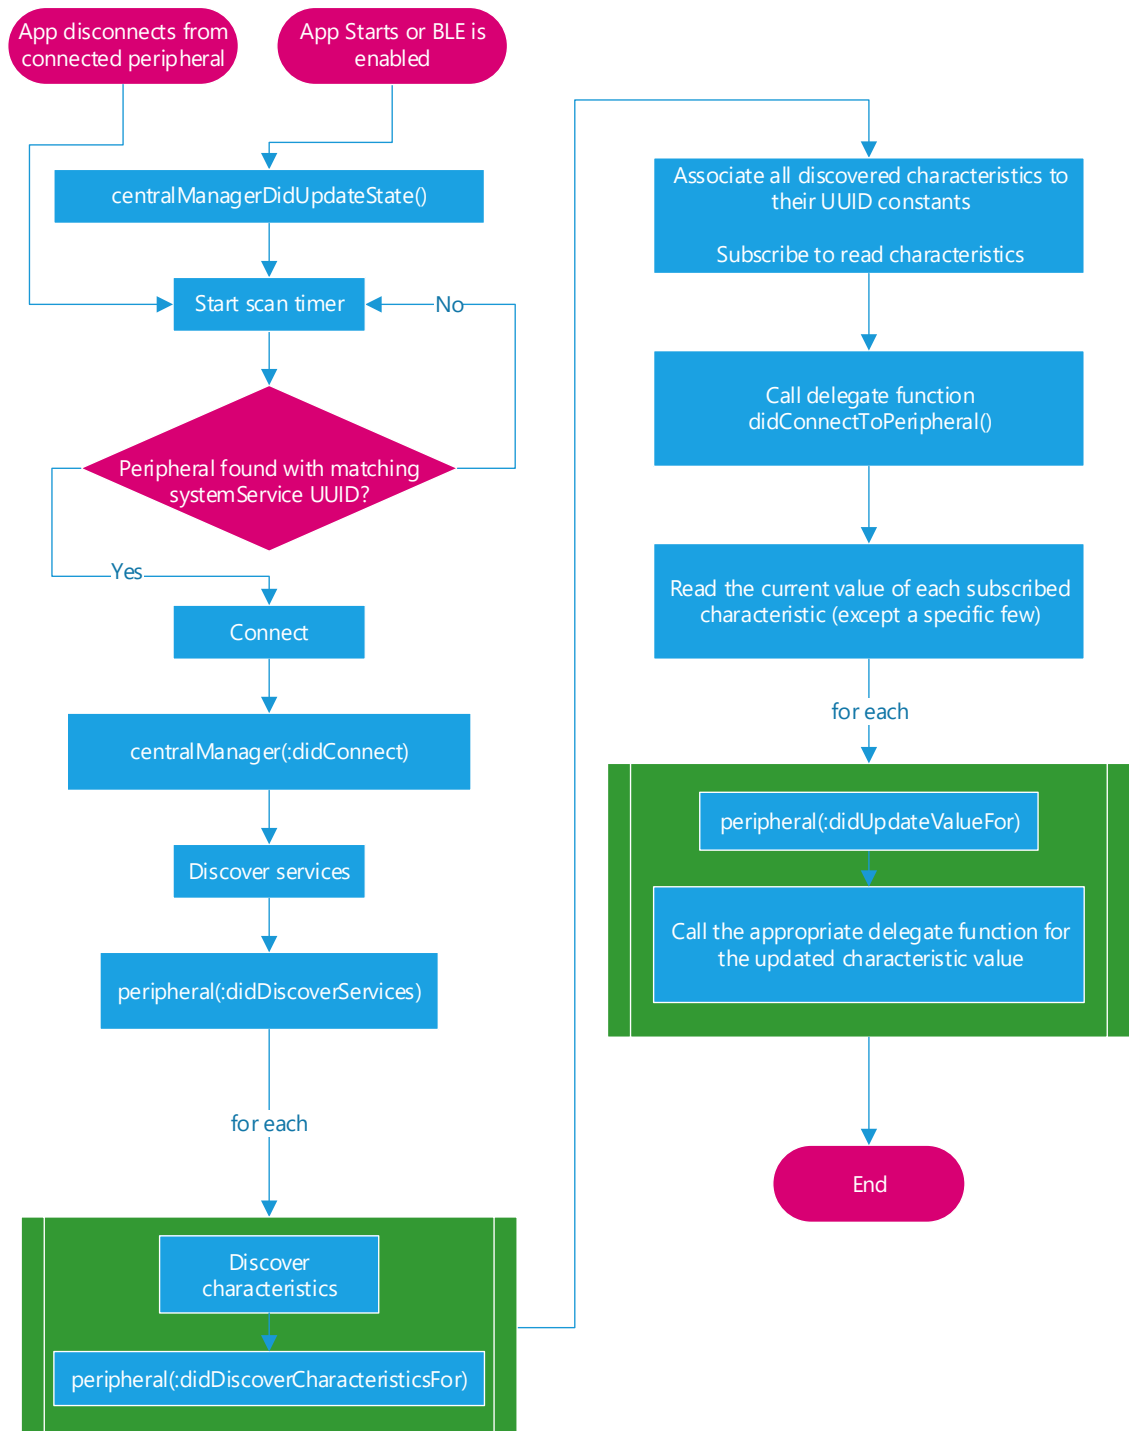 App disconnects from
connected peripheral
App Starts or BLE is
enabled
centralManagerDidUpdateState()
Start scan timer
No
Peripheral found with matching
systemService UUID?
Yes
Connect
centralManager(:didConnect)
Discover services
peripheral(:didDiscoverServices)
for each
Discover
characteristics
peripheral(:didDiscoverCharacteristicsFor)
Associate all discovered characteristics to
their UUID constants
Subscribe to read characteristics
Call delegate function
didConnectToPeripheral()
Read the current value of each subscribed
characteristic (except a specific few)
for each
peripheral(:didUpdateValueFor)
Call the appropriate delegate function for
the updated characteristic value
End